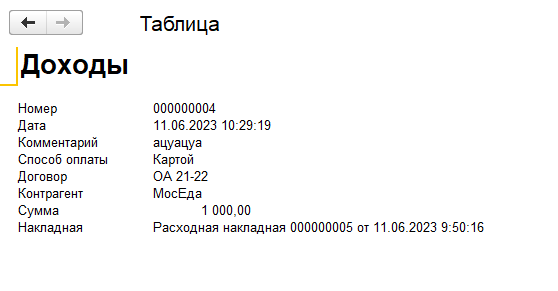 Таблица
Доходы
Номер 000000004
Дата 11.06.2023 10:29:19
Комментарий ацуацуа
Способ оплаты Картой
Договор ОА 21-22
Контрагент МосЕда
Сумма 1 000,00
Накладная Расходная накладная 000000005 от 11.06.2023 9:50:16